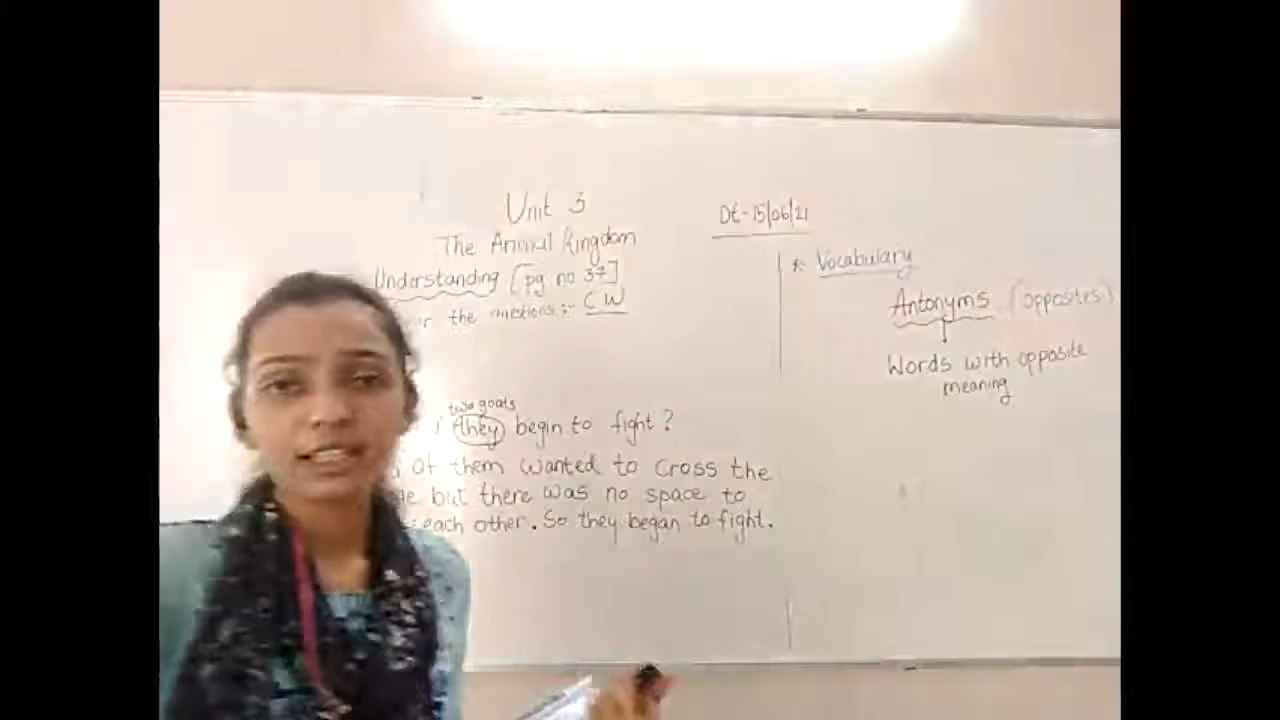 Unit 3
The Animal Kingdom
Understanding [pg no 37]
the questions:- CW
two goats
they begin to fight?
of them wanted to cross the
but there was no space to
each other. So they began to fight.
Dt-15/06/21
*: Vocabulary
Antonyms (opposites)
Words with opposite
meaning